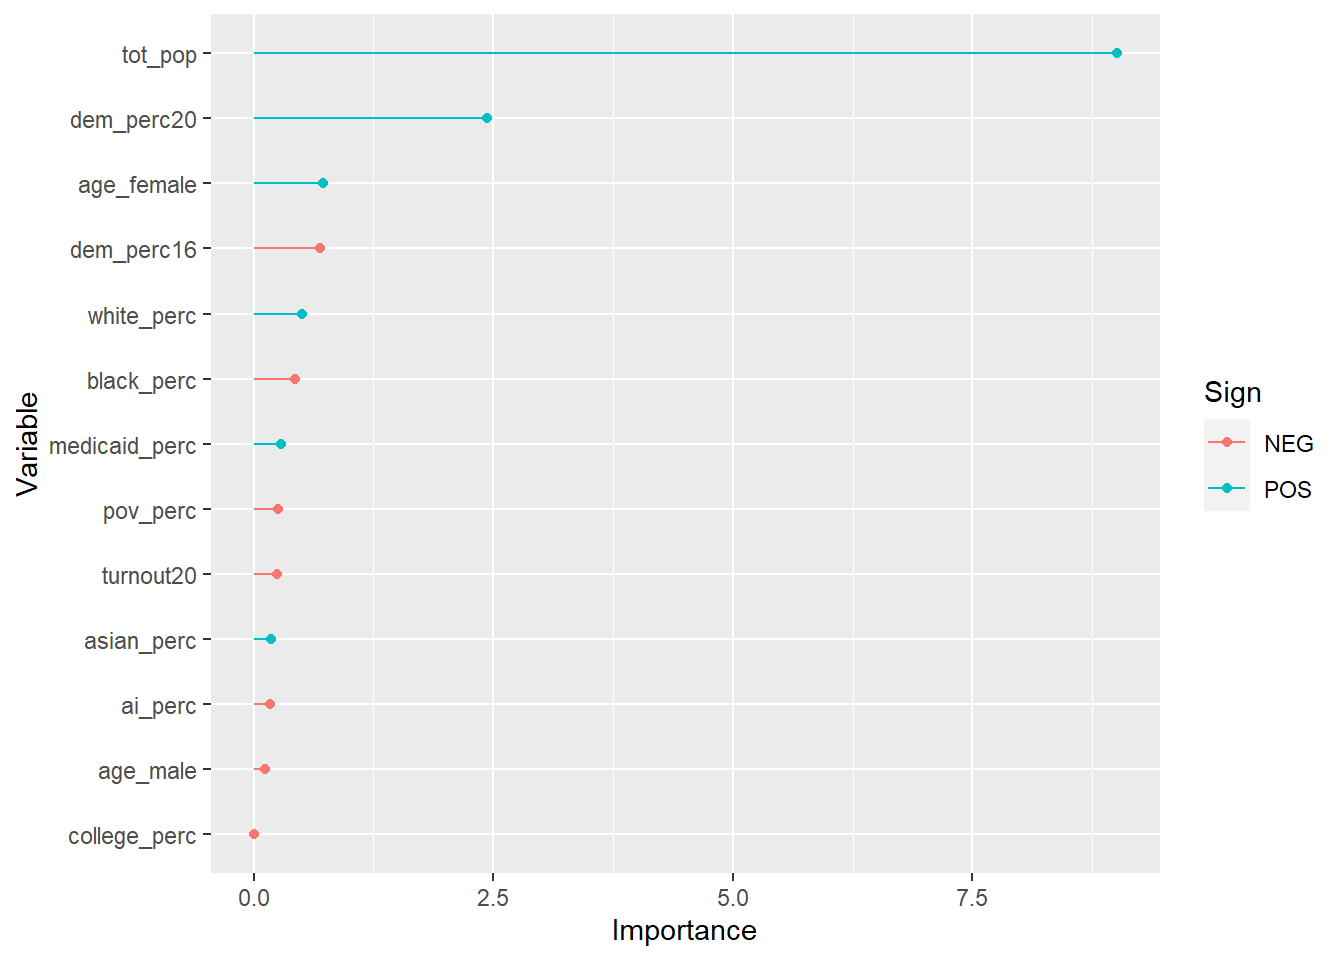 tot_pop
dem_perc20
age_female
dem_perc16
white_perc
black_perc
medicaid_perc
pov_perc
turnout20
asian_perc
ai_perc
age_male
college_perc
Variable
0.0 2.5 5.0 7.5
Importance
Sign
NEG
POS